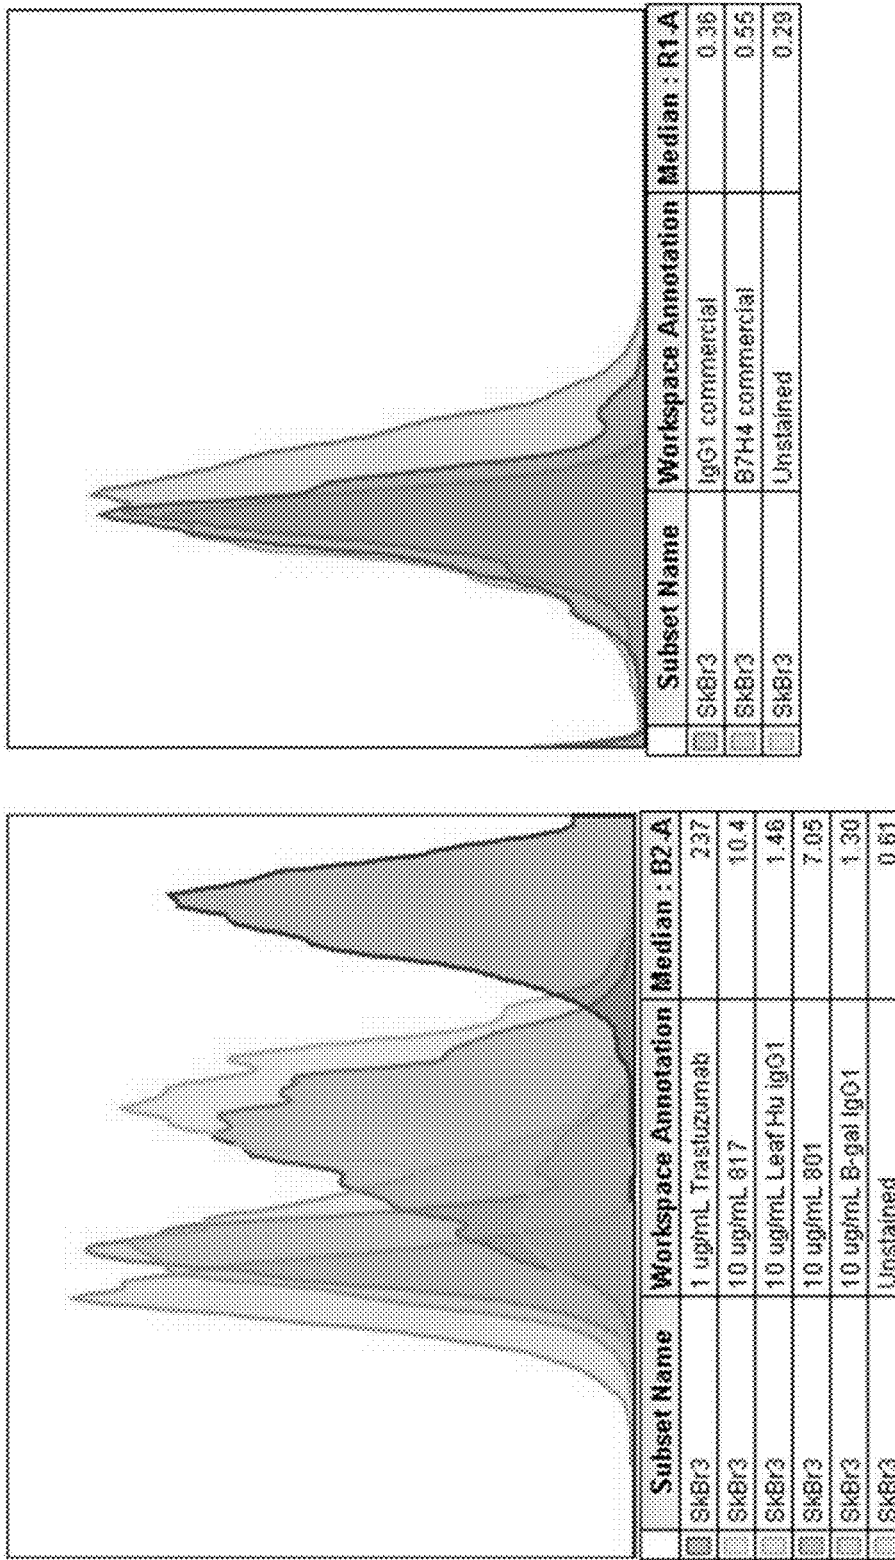 Subset Name Workspace Annotation Median : B2-A
SkBr3 1 ug/mL Trastuzumab 237
SkBr3 10 ug/mL 817 10.4
SkBr3 10 ug/mL Leaf Hu IgG1 1.46
SkBr3 10 ug/mL 801 7.05
SkBr3 10 ug/mL B-gal IgG1 1.30
SkBr3 Unstained 0.61
Subset Name Workspace Annotation Median : R1-A
SkBr3 IgG1 commercial 0.36
SkBr3 B7H4 commercial 0.55
SkBr3 Unstained 0.29